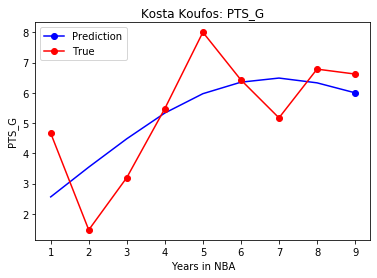 Kosta Koufos: PTS_G
Prediction
True
PTS_G
8
7
6
5
4
3
2
1 2 3 4 5 6 7 8 9
Years in NBA